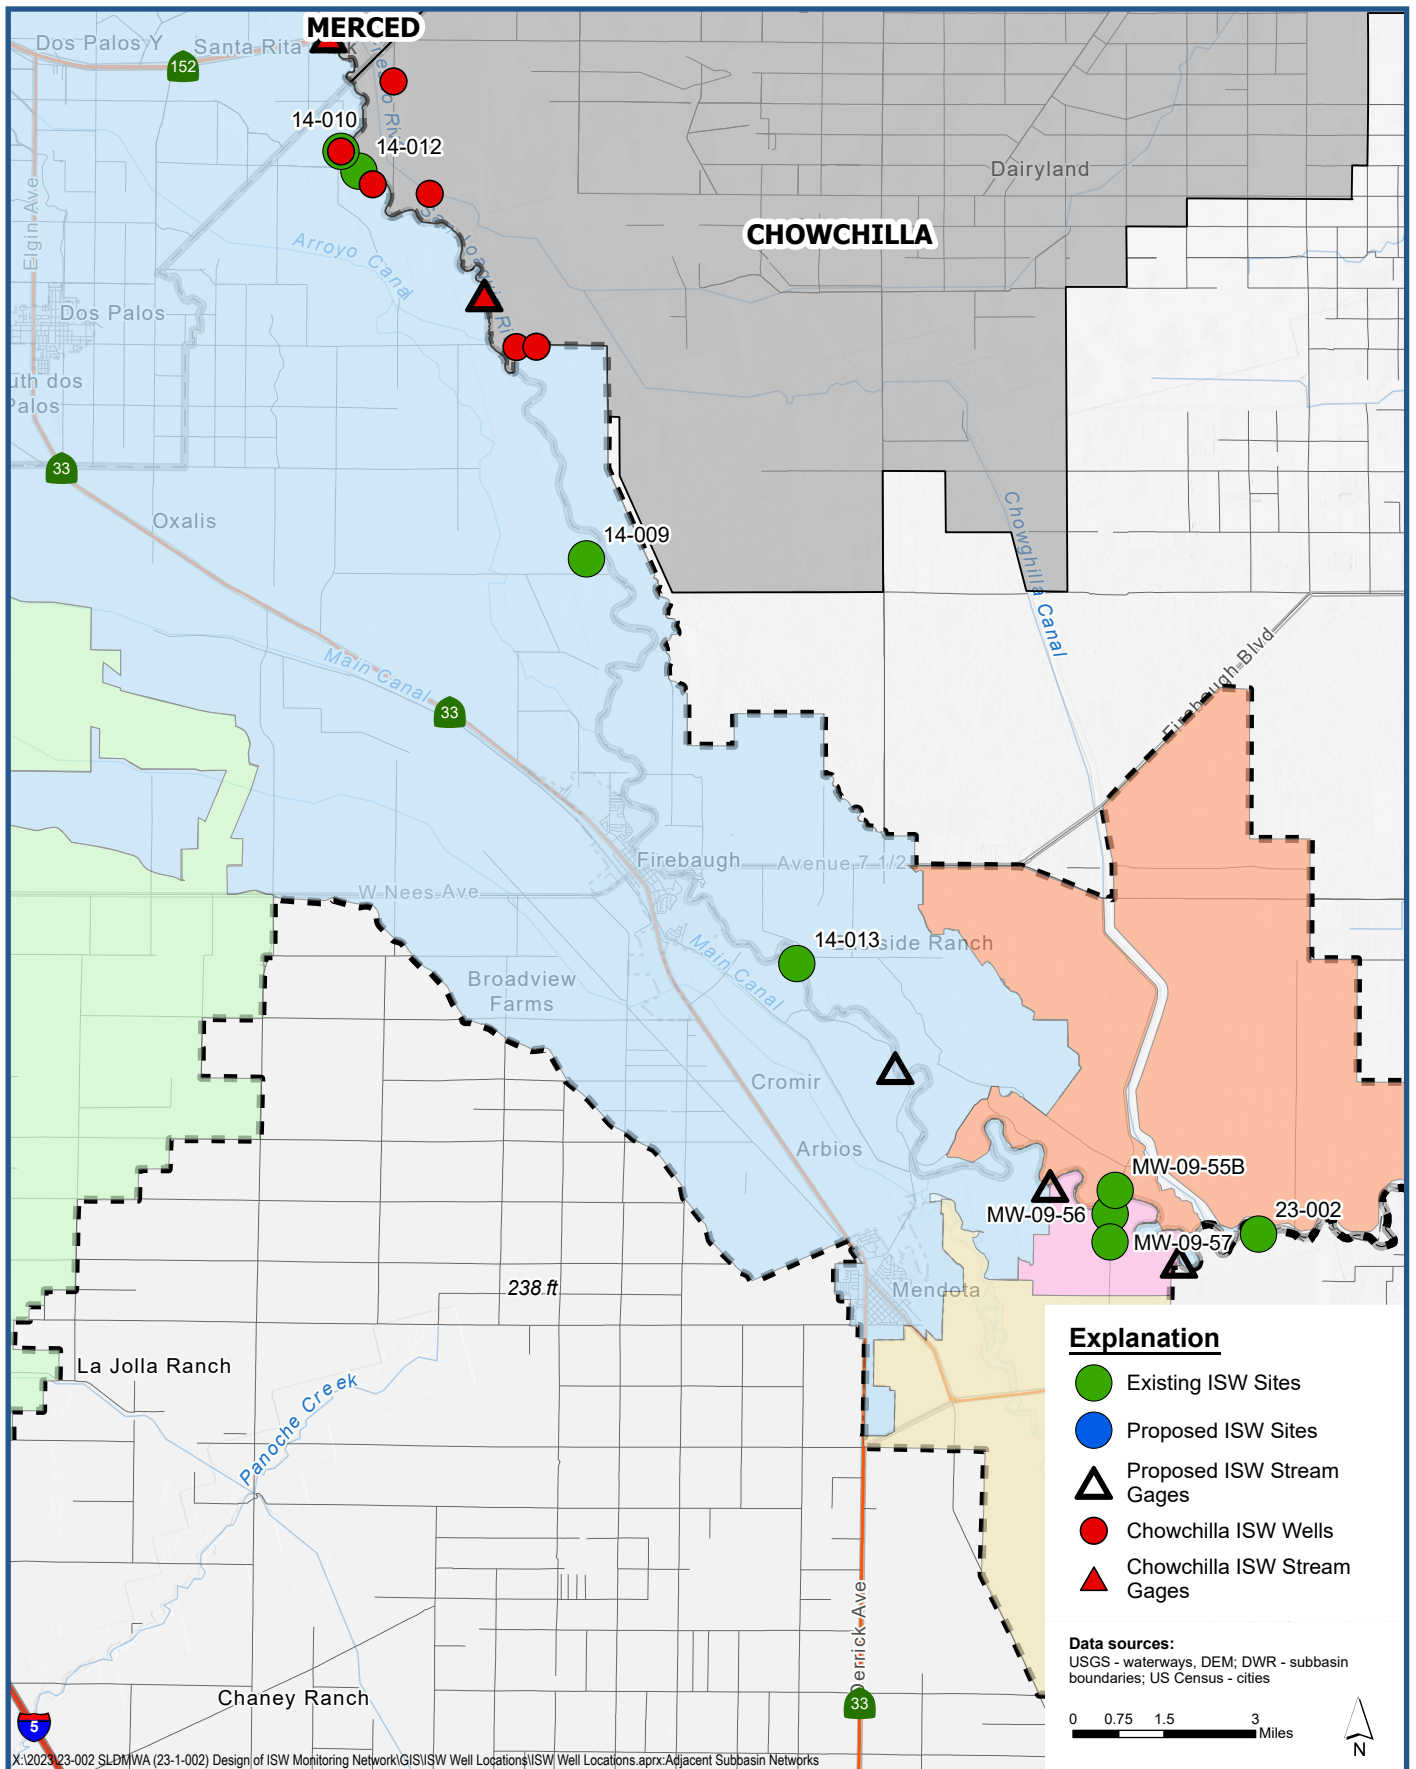 MERCED
Dos Palos Y
Santa Rita
152
14-010
14-012
Dairyland
CHOWCHILLA
Elgin Ave
Arroyo Canal
Dos Palos
Palos
33
Oxalis
14-009
Chowchilla Canal
Main Canal
33
Firebaugh Blvd
Firebaugh
Avenue 7 1/2
W Nees Ave
14-013
side Ranch
Main Canal
Broadview
Farms
Cromir
Arbios
MW-09-55B
MW-09-56
23-002
MW-09-57
238 ft
Mendota
La Jolla Ranch
Panoche Creek
Chaney Ranch
Derrick Ave
33
5
Explanation
Existing ISW Sites
Proposed ISW Sites
Proposed ISW Stream
Gages
Chowchilla ISW Wells
Chowchilla ISW Stream
Gages
Data sources:
USGS - waterways, DEM; DWR - subbasin
boundaries; US Census - cities
0 0.75 1.5 3
Miles
N
X:\2023\23-002 SLDMWA (23-1-002) Design of ISW Monitoring Network\GIS\ISW Well Locations\ISW Well Locations.aprx:Adjacent Subbasin Networks